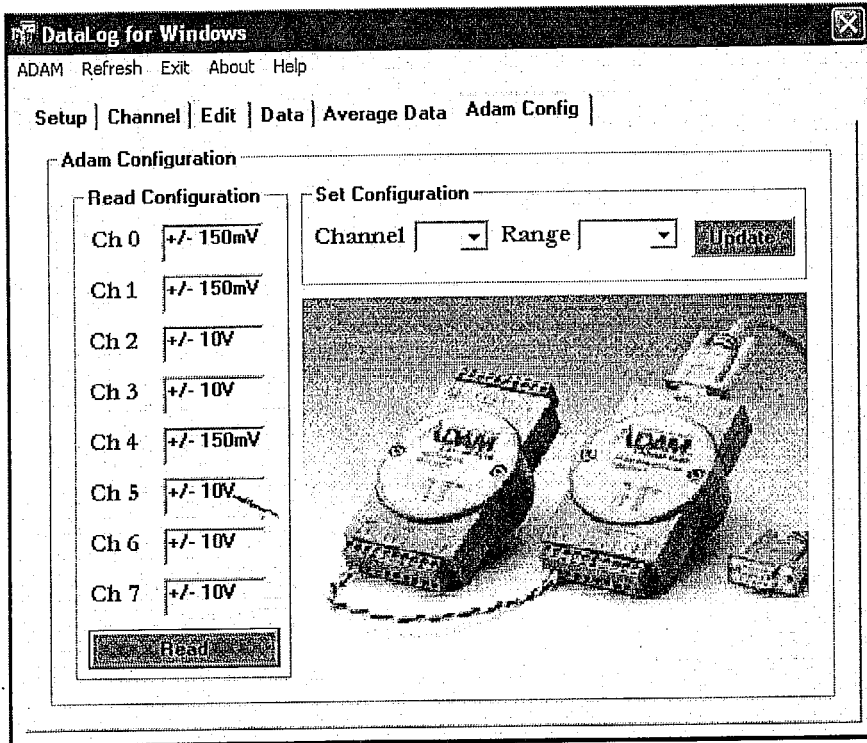 DataLog for Windows
ADAM Refresh Exit About Help
Setup Channel Edit Data Average Data Adam Config
Adam Configuration
Read Configuration
Ch 0 +/- 150mV
Ch 1 +/- 150mV
Ch 2 +/- 10V
Ch 3 +/- 10V
Ch 4 +/- 150mV
Ch 5 +/- 10V
Ch 6 +/- 10V
Ch 7 +/- 10V
Read
Set Configuration
Channel Range Update
ADAM
ADAM